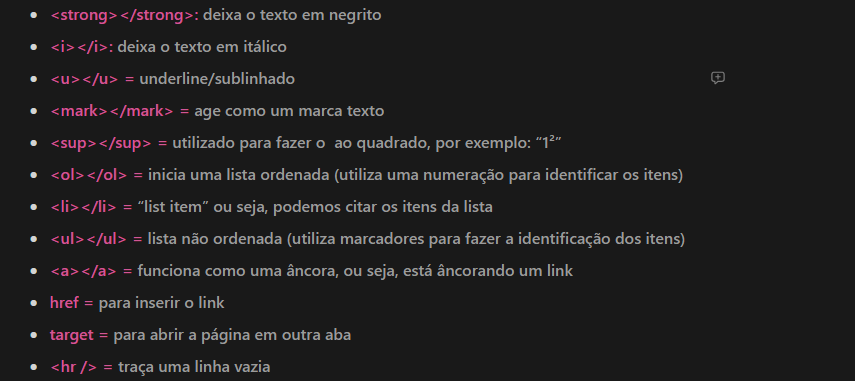 <strong></strong>: deixa o texto em negrito
<i></i>: deixa o texto em itálico
<u></u> = underline/sublinhado
<mark></mark> = age como um marca texto
<sup></sup> = utilizado para fazer o  ao quadrado, por exemplo: “1²”
<ol></ol> = inicia uma lista ordenada (utiliza uma numeração para identificar os itens)
<li></li> = “list item” ou seja, podemos citar os itens da lista
<ul></ul> = lista não ordenada (utiliza marcadores para fazer a identificação dos itens)
<a></a> = funciona como uma âncora, ou seja, está âncorando um link
href = para inserir o link
target = para abrir a página em outra aba
<hr /> = traça uma linha vazia